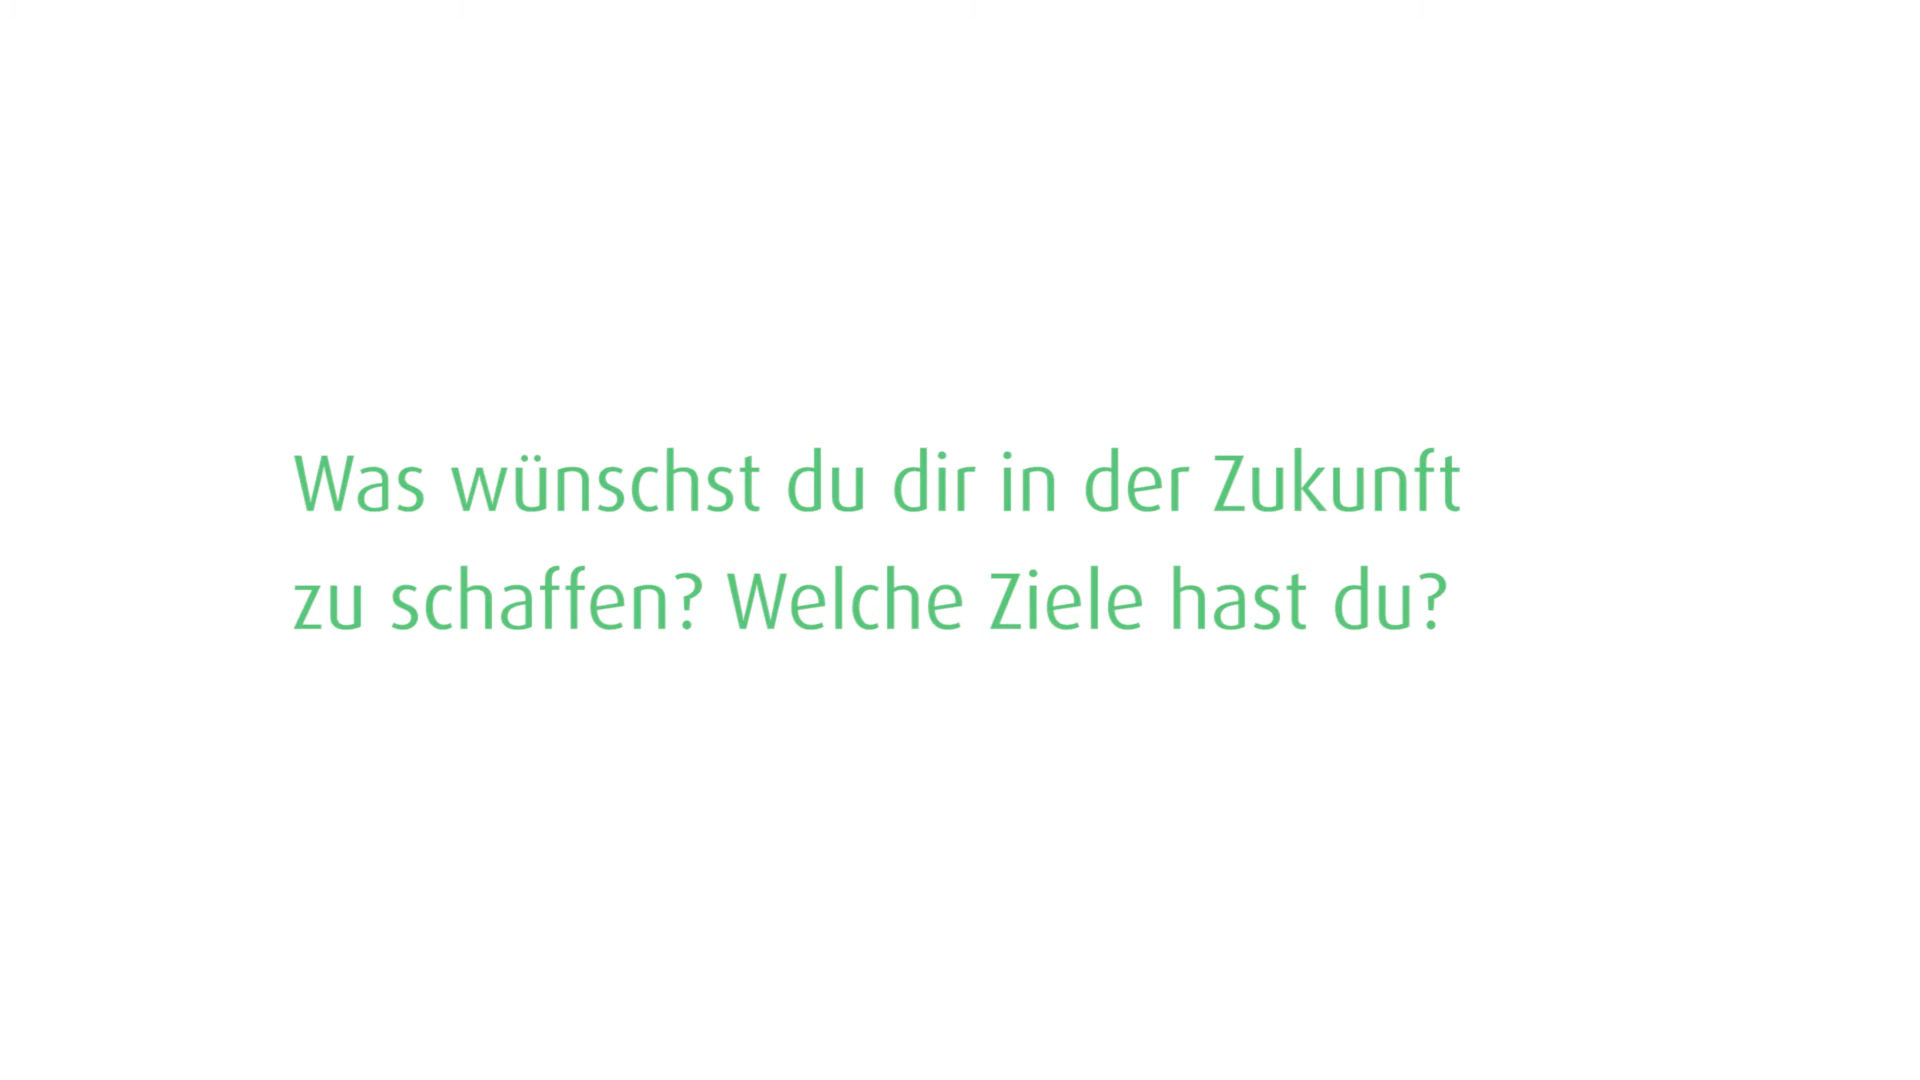 Was wünschst du dir in der Zukunft
zu schaffen? Welche Ziele hast du?